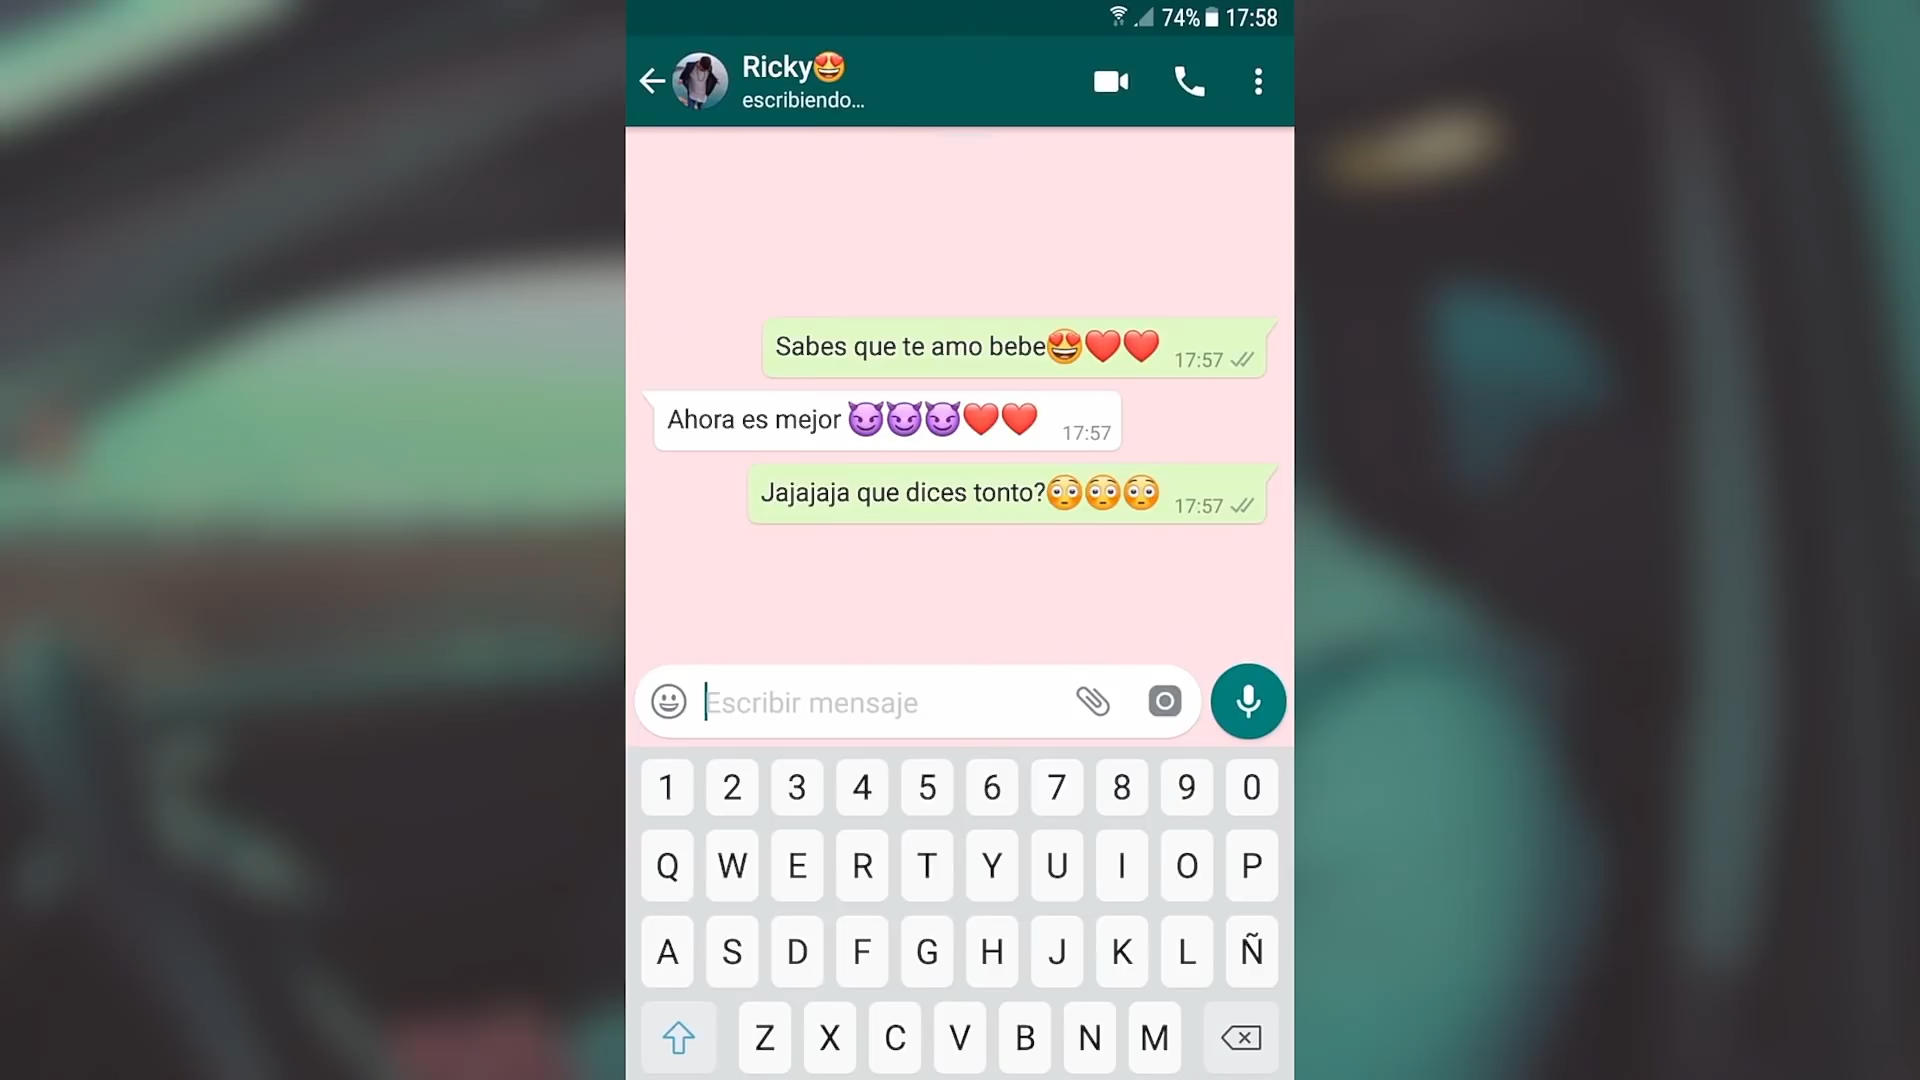 74% 17:58
Ricky😍
escribiendo...
Sabes que te amo bebe😍❤️❤️ 17:57
Ahora es mejor 😈😈😈❤️❤️ 17:57
Jajajaja que dices tonto?😳😳😳 17:57
Escribir mensaje
1 2 3 4 5 6 7 8 9 0
Q W E R T Y U I O P
A S D F G H J K L Ñ
Z X C V B N M